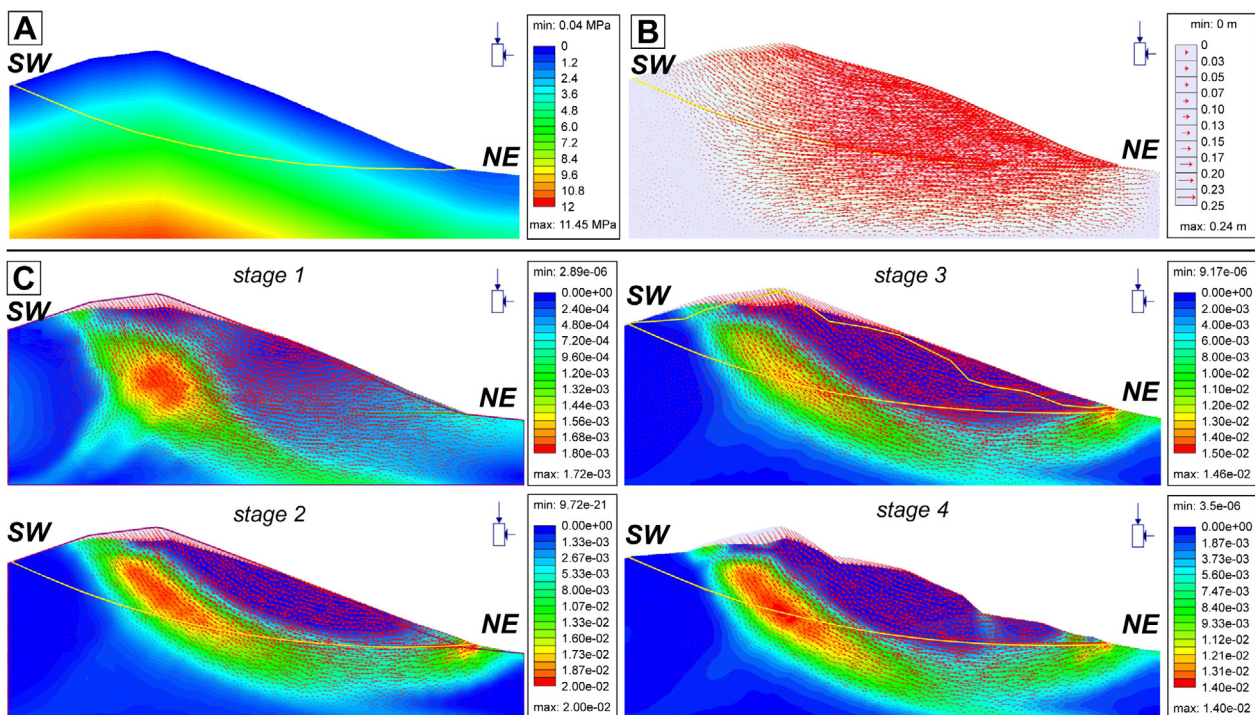 A
SW
NE
min: 0.04 MPa
0
1.2
2.4
3.6
4.8
6.0
7.2
8.4
9.6
10.8
12
max: 11.45 MPa
B
SW
NE
min: 0 m
0
0.03
0.05
0.07
0.10
0.13
0.15
0.17
0.20
0.23
0.25
max: 0.24 m
C
stage 1
SW
NE
min: 2.89e-06
0.00e+00
2.40e-04
4.80e-04
7.20e-04
9.60e-04
1.20e-03
1.32e-03
1.44e-03
1.56e-03
1.68e-03
1.80e-03
max: 1.72e-03
stage 3
SW
NE
min: 9.17e-06
0.00e+00
2.00e-03
4.00e-03
6.00e-03
8.00e-03
9.00e-03
1.00e-02
1.10e-02
1.20e-02
1.30e-02
1.40e-02
1.50e-02
max: 1.46e-02
stage 2
SW
NE
min: 9.72e-21
0.00e+00
1.33e-03
2.67e-03
5.33e-03
8.00e-03
1.07e-02
1.33e-02
1.60e-02
1.73e-02
1.87e-02
2.00e-02
max: 2.00e-02
stage 4
SW
NE
min: 3.5e-06
0.00e+00
1.87e-03
3.73e-03
5.60e-03
7.47e-03
8.40e-03
9.33e-03
1.12e-02
1.21e-02
1.31e-02
1.40e-02
max: 1.40e-02